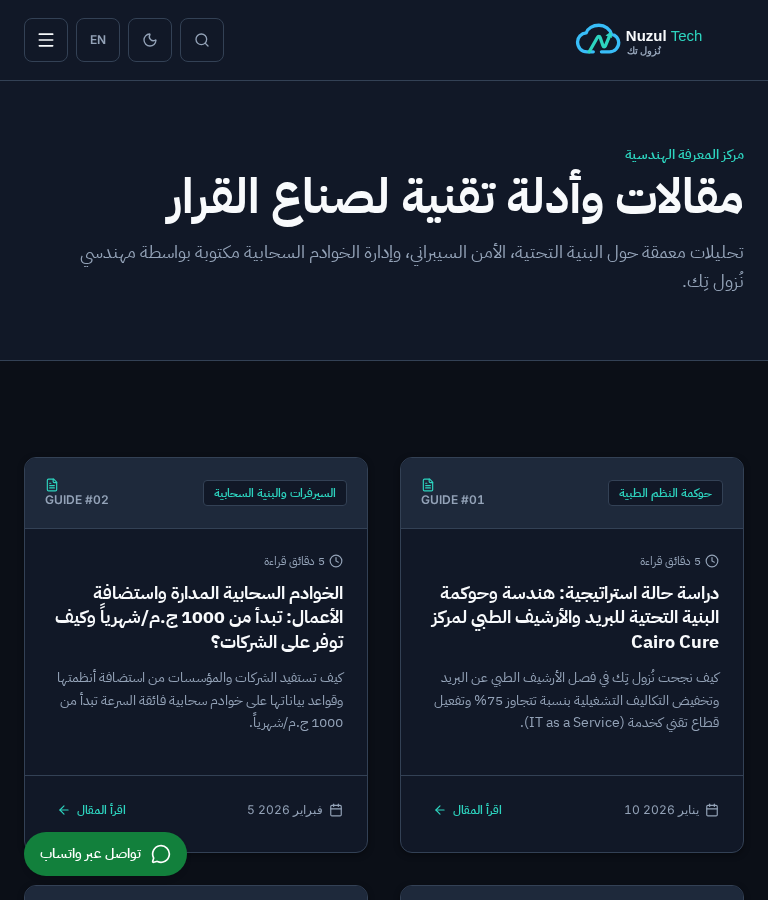 Nuzul Tech
نُزول تك
EN
مركز المعرفة الهندسية
مقالات وأدلة تقنية لصناع القرار
تحليلات معمقة حول البنية التحتية، الأمن السيبراني، وإدارة الخوادم السحابية مكتوبة بواسطة مهندسي
نُزول تِك.
حوكمة النظم الطبية
GUIDE #01
5 دقائق قراءة
دراسة حالة استراتيجية: هندسة وحوكمة
البنية التحتية للبريد والأرشيف الطبي لمركز
Cairo Cure
كيف نجحت نُزول تِك في فصل الأرشيف الطبي عن البريد
وتخفيض التكاليف التشغيلية بنسبة تتجاوز 75% وتفعيل
قطاع تقني كخدمة (IT as a Service).
10 يناير 2026
اقرأ المقال
السيرفرات والبنية السحابية
GUIDE #02
5 دقائق قراءة
الخوادم السحابية المدارة واستضافة
الأعمال: تبدأ من 1000 ج.م/شهرياً وكيف
توفر على الشركات؟
كيف تستفيد الشركات والمؤسسات من استضافة أنظمتها
وقواعد بياناتها على خوادم سحابية فائقة السرعة تبدأ من
1000 ج.م/شهرياً.
5 فبراير 2026
اقرأ المقال
تواصل عبر واتساب